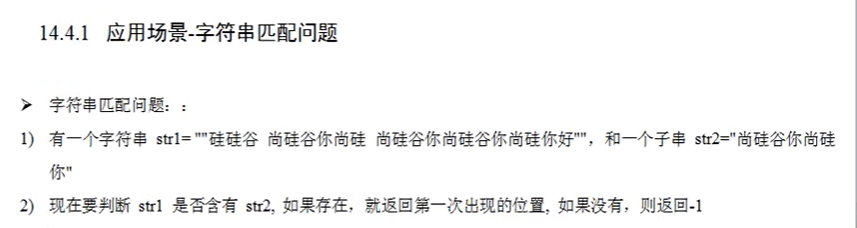 14.4.1 应用场景-字符串匹配问题
➢ 字符串匹配问题：：
1) 有一个字符串 str1= ""硅硅谷 尚硅谷你尚硅 尚硅谷你尚硅谷你尚硅你好""，和一个子串 str2="尚硅谷你尚硅
你"
2) 现在要判断 str1 是否含有 str2, 如果存在，就返回第一次出现的位置, 如果没有，则返回-1